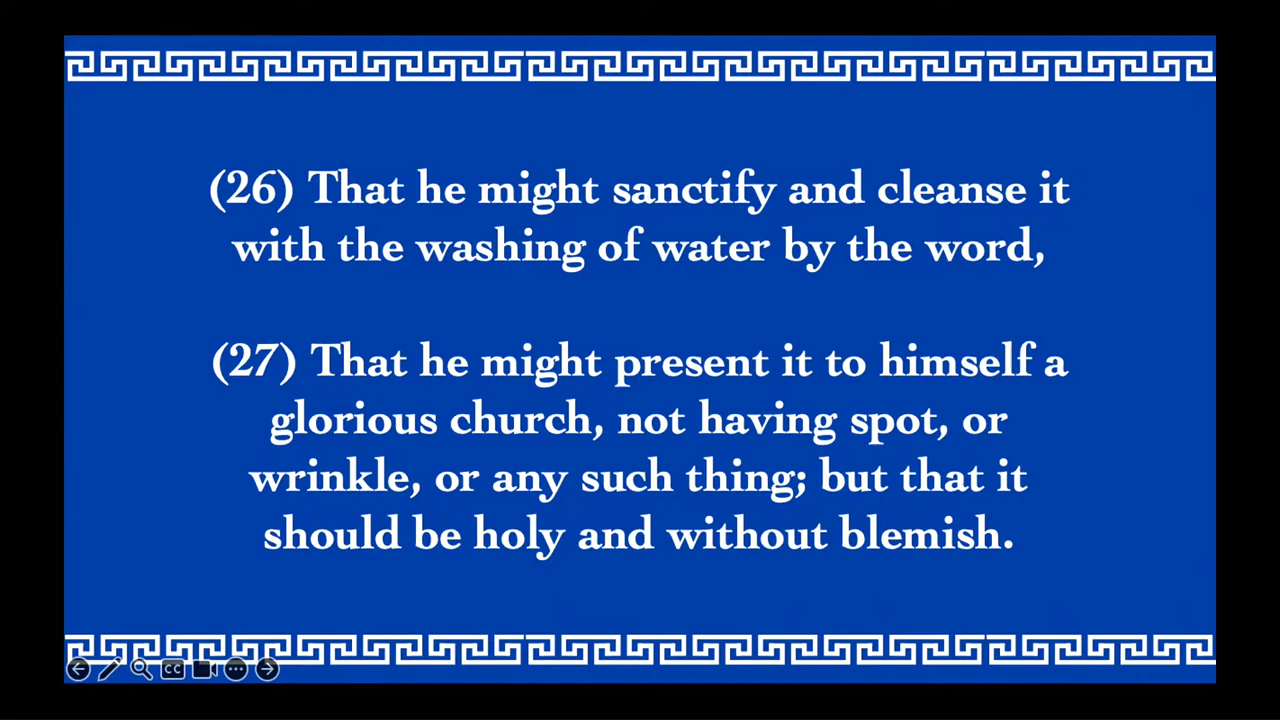 (26) That he might sanctify and cleanse it
with the washing of water by the word,
(27) That he might present it to himself a
glorious church, not having spot, or
wrinkle, or any such thing; but that it
should be holy and without blemish.
CC